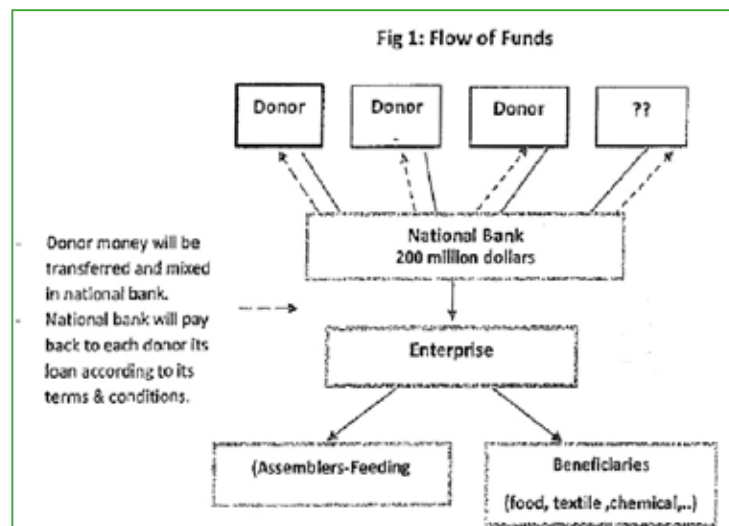 Fig 1: Flow of Funds
Donor
Donor
Donor
??
National Bank
200 million dollars
- Donor money will be
transferred and mixed
in national bank.
- National bank will pay
back to each donor its
loan according to its
terms & conditions.
Enterprise
(Assemblers-Feeding
Beneficiaries
(food, textile ,chemical,..)